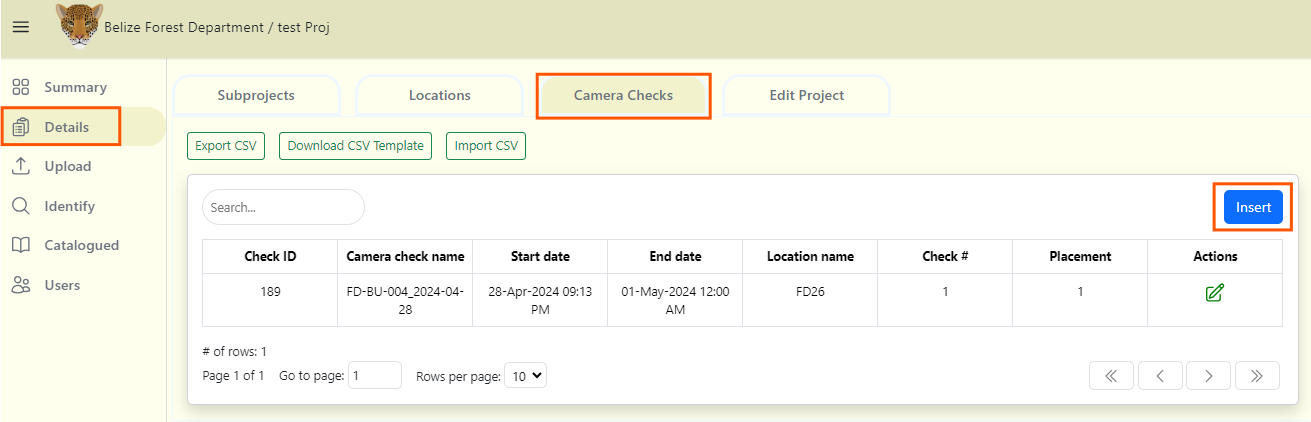 Belize Forest Department / test Proj
Summary
Details
Upload
Identify
Catalogued
Users
Subprojects
Locations
Camera Checks
Edit Project
Export CSV
Download CSV Template
Import CSV
Search...
Insert
Check ID
Camera check name
Start date
End date
Location name
Check #
Placement
Actions
189
FD-BU-004_2024-04-
28
28-Apr-2024 09:13
PM
01-May-2024 12:00
AM
FD26
1
1
# of rows: 1
Page 1 of 1
Go to page: 1
Rows per page: 10